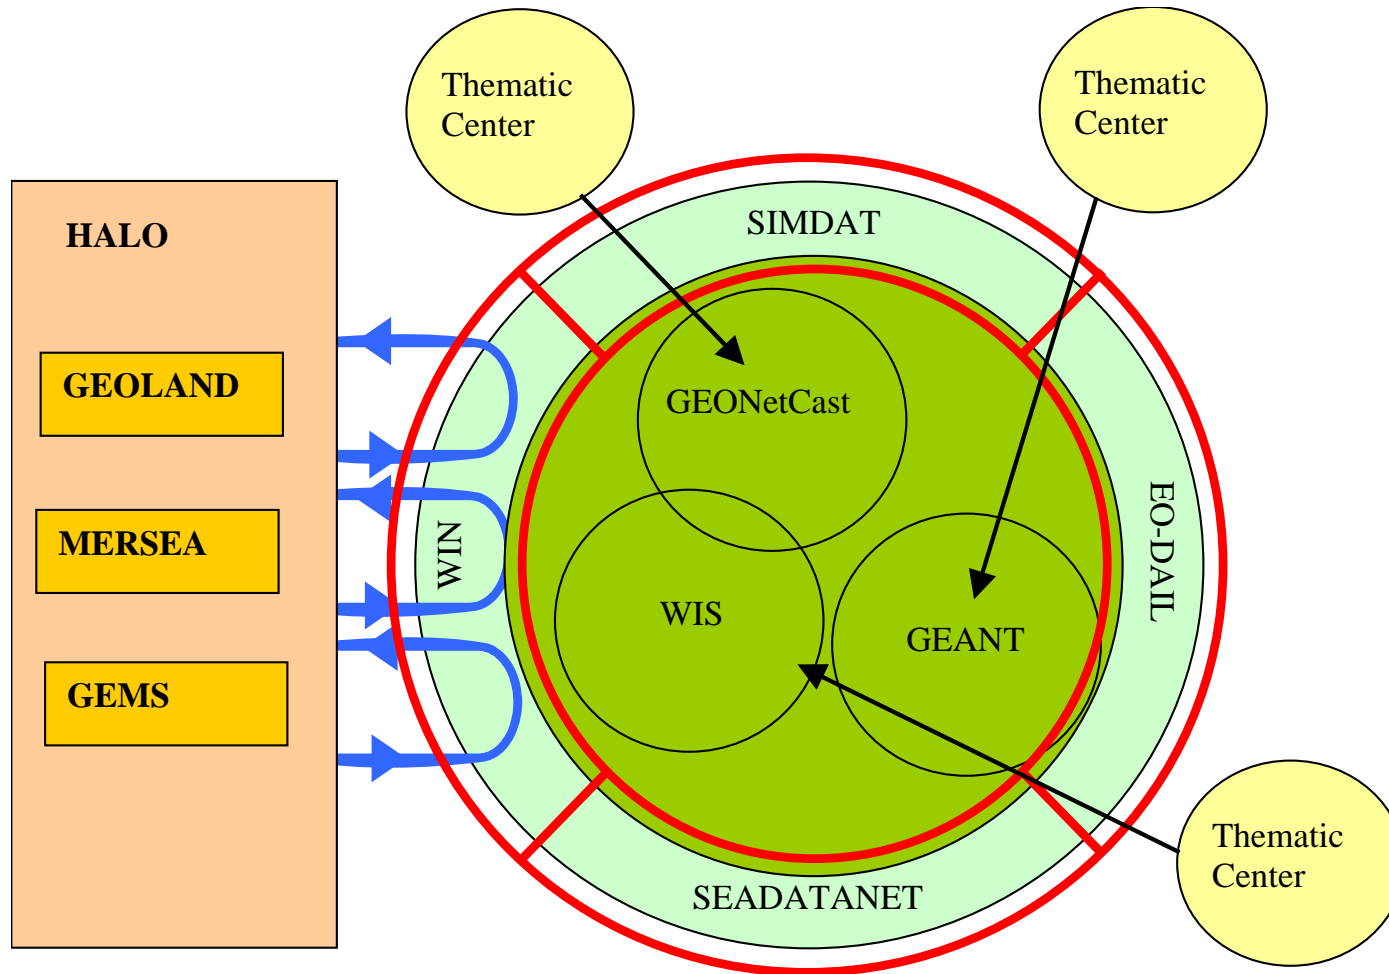 Thematic
Center
Thematic
Center
HALO
SIMDAT
GEOLAND
GEONetCast
MERSEA
WIN
EO-DAIL
WIS
GEANT
GEMS
Thematic
Center
SEADATANET